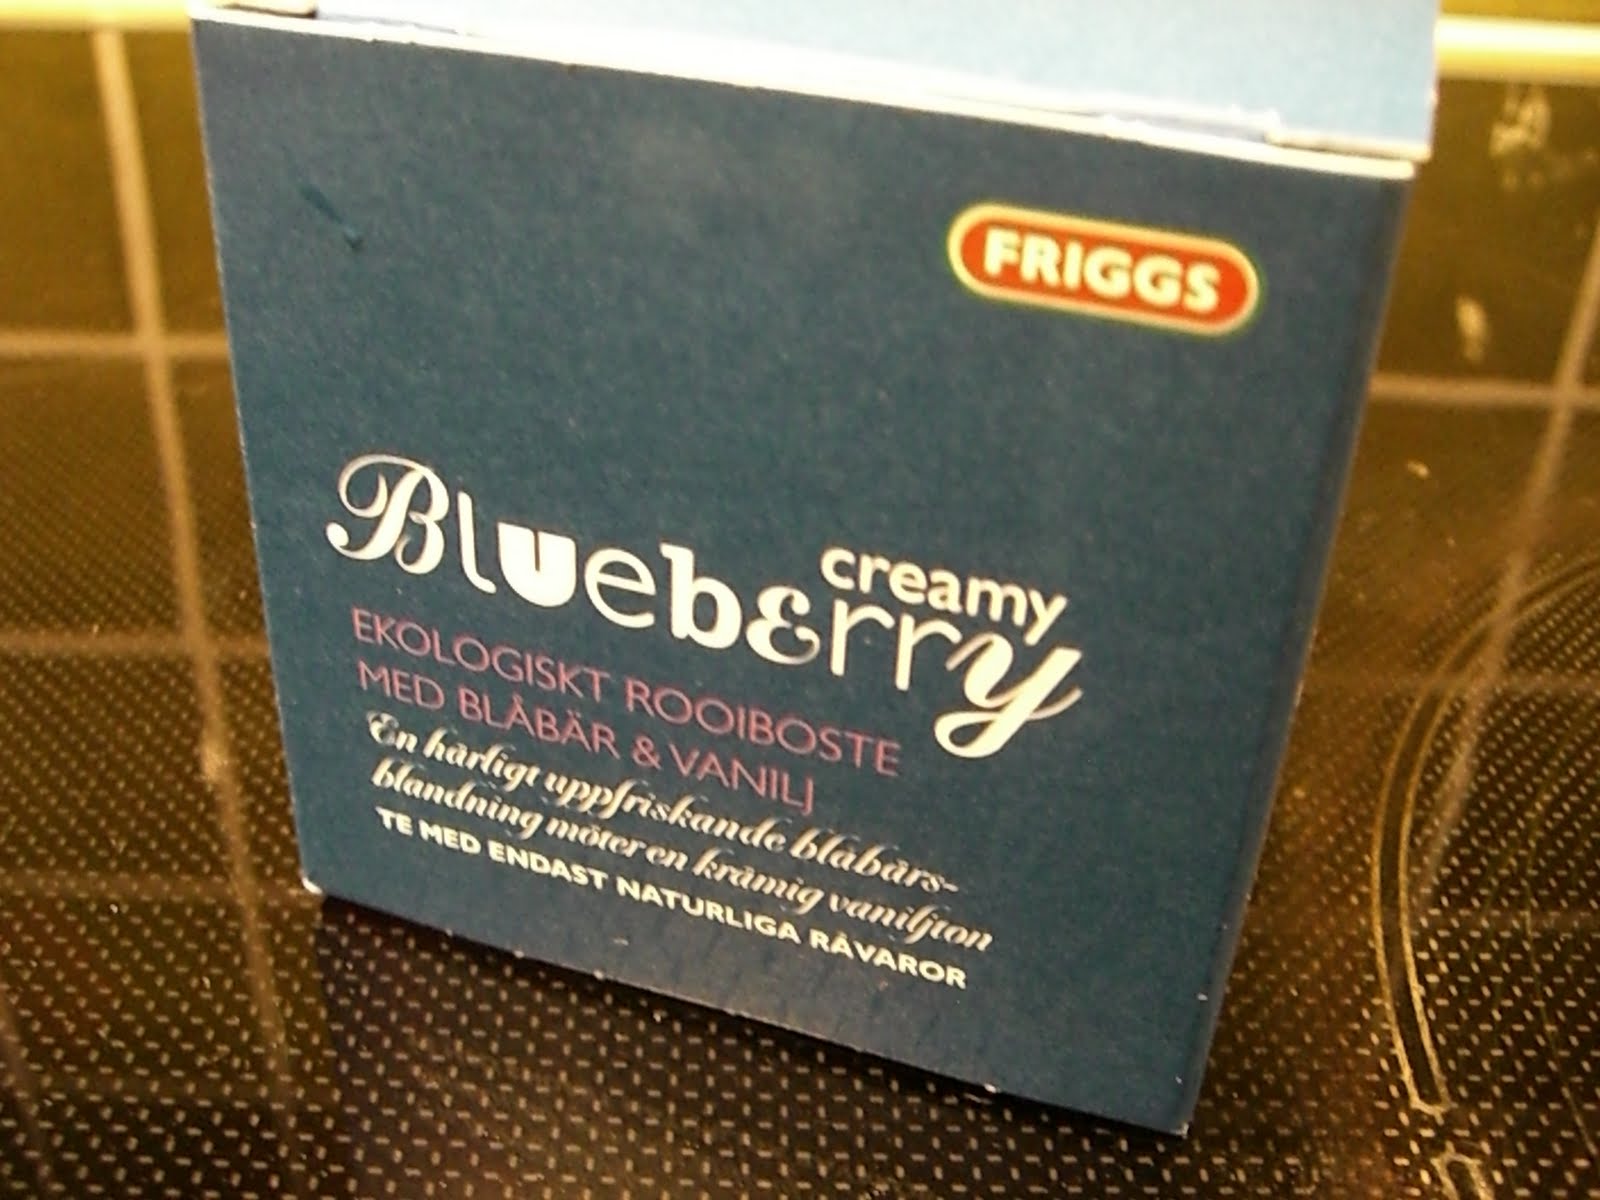 FRIGGS
creamy
Blueberry
EKOLOGISKT ROOIBOSTE
MED BLÅBÄR & VANILJ
En härligt uppfriskande blåbärs-
blandning möter en krämig vaniljton
TE MED ENDAST NATURLIGA RÅVAROR